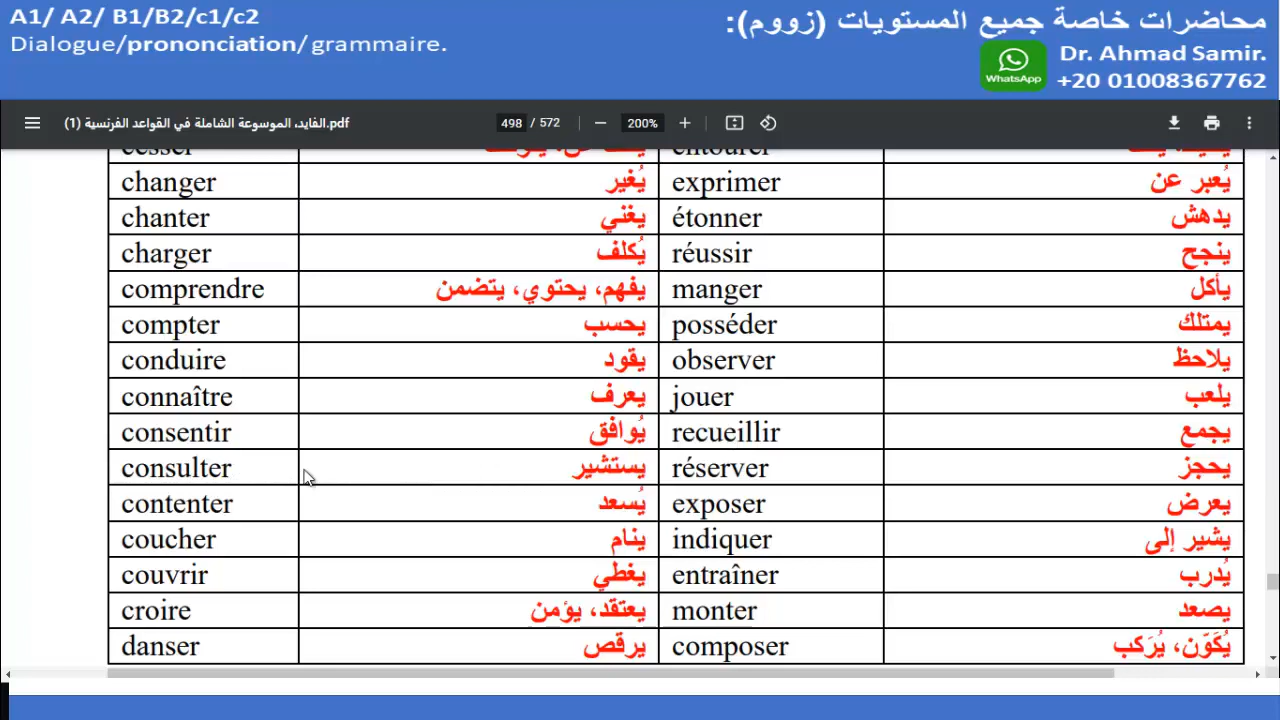 A1/ A2/ B1/B2/c1/c2
Dialogue/prononciation/grammaire.
محاضرات خاصة جميع المستويات (زووم):
WhatsApp
Dr. Ahmad Samir.
+20 01008367762
الفايد، الموسوعة الشاملة في القواعد الفرنسية (1).pdf
498 / 572
200%
cesser entourer
changer يُغير exprimer يُعبر عن
chanter يغني étonner يدهش
charger يُكلف réussir ينجح
comprendre يفهم، يحتوي، يتضمن manger يأكل
compter يحسب posséder يمتلك
conduire يقود observer يلاحظ
connaître يعرف jouer يلعب
consentir يُوافق recueillir يجمع
consulter يستشير réserver يحجز
contenter يُسعد exposer يعرض
coucher ينام indiquer يشير إلى
couvrir يغطي entraîner يُدرب
croire يعتقد، يؤمن monter يصعد
danser يرقص composer يُكَوّن، يُرَكب